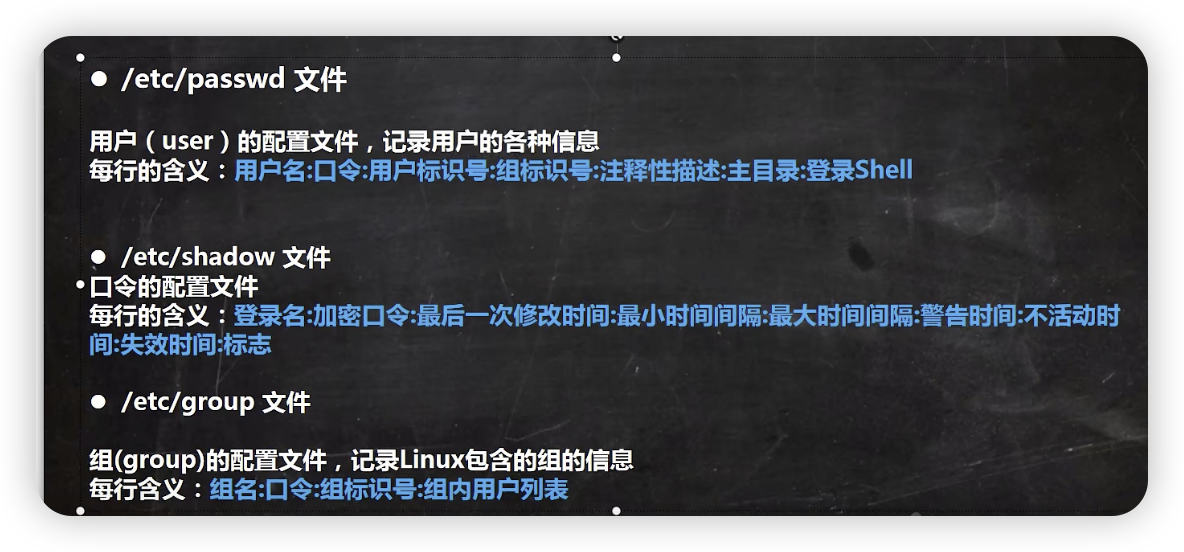 ● /etc/passwd 文件
用户（user）的配置文件，记录用户的各种信息
每行的含义：用户名:口令:用户标识号:组标识号:注释性描述:主目录:登录Shell
● /etc/shadow 文件
口令的配置文件
每行的含义：登录名:加密口令:最后一次修改时间:最小时间间隔:最大时间间隔:警告时间:不活动时
间:失效时间:标志
● /etc/group 文件
组(group)的配置文件，记录Linux包含的组的信息
每行含义：组名:口令:组标识号:组内用户列表